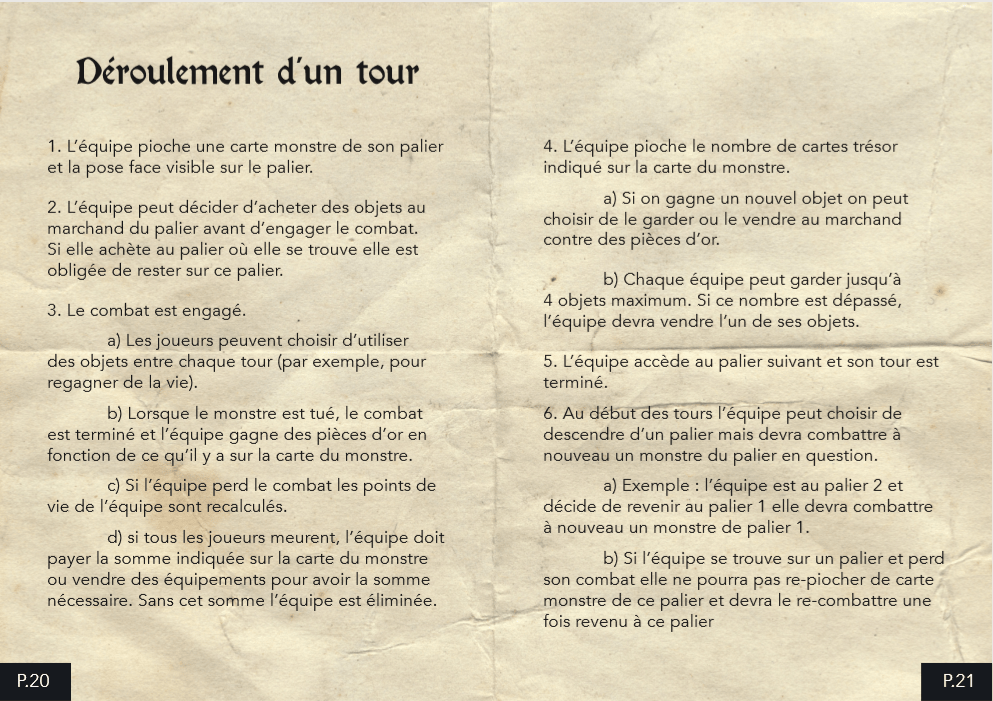 Déroulement d'un tour
1. L'équipe pioche une carte monstre de son palier
et la pose face visible sur le palier.
2. L'équipe peut décider d'acheter des objets au
marchand du palier avant d'engager le combat.
Si elle achète au palier où elle se trouve elle est
obligée de rester sur ce palier.
3. Le combat est engagé.
a) Les joueurs peuvent choisir d'utiliser
des objets entre chaque tour (par exemple, pour
regagner de la vie).
b) Lorsque le monstre est tué, le combat
est terminé et l'équipe gagne des pièces d'or en
fonction de ce qu'il y a sur la carte du monstre.
c) Si l'équipe perd le combat les points de
vie de l'équipe sont recalculés.
d) si tous les joueurs meurent, l'équipe doit
payer la somme indiquée sur la carte du monstre
ou vendre des équipements pour avoir la somme
nécessaire. Sans cet somme l'équipe est éliminée.
P.20
4. L'équipe pioche le nombre de cartes trésor
indiqué sur la carte du monstre.
a) Si on gagne un nouvel objet on peut
choisir de le garder ou le vendre au marchand
contre des pièces d'or.
b) Chaque équipe peut garder jusqu'à
4 objets maximum. Si ce nombre est dépassé,
l'équipe devra vendre l'un de ses objets.
5. L'équipe accède au palier suivant et son tour est
terminé.
6. Au début des tours l'équipe peut choisir de
descendre d'un palier mais devra combattre à
nouveau un monstre du palier en question.
a) Exemple : l'équipe est au palier 2 et
décide de revenir au palier 1 elle devra combattre
à nouveau un monstre de palier 1.
b) Si l'équipe se trouve sur un palier et perd
son combat elle ne pourra pas re-piocher de carte
monstre de ce palier et devra le re-combattre une
fois revenu à ce palier
P.21